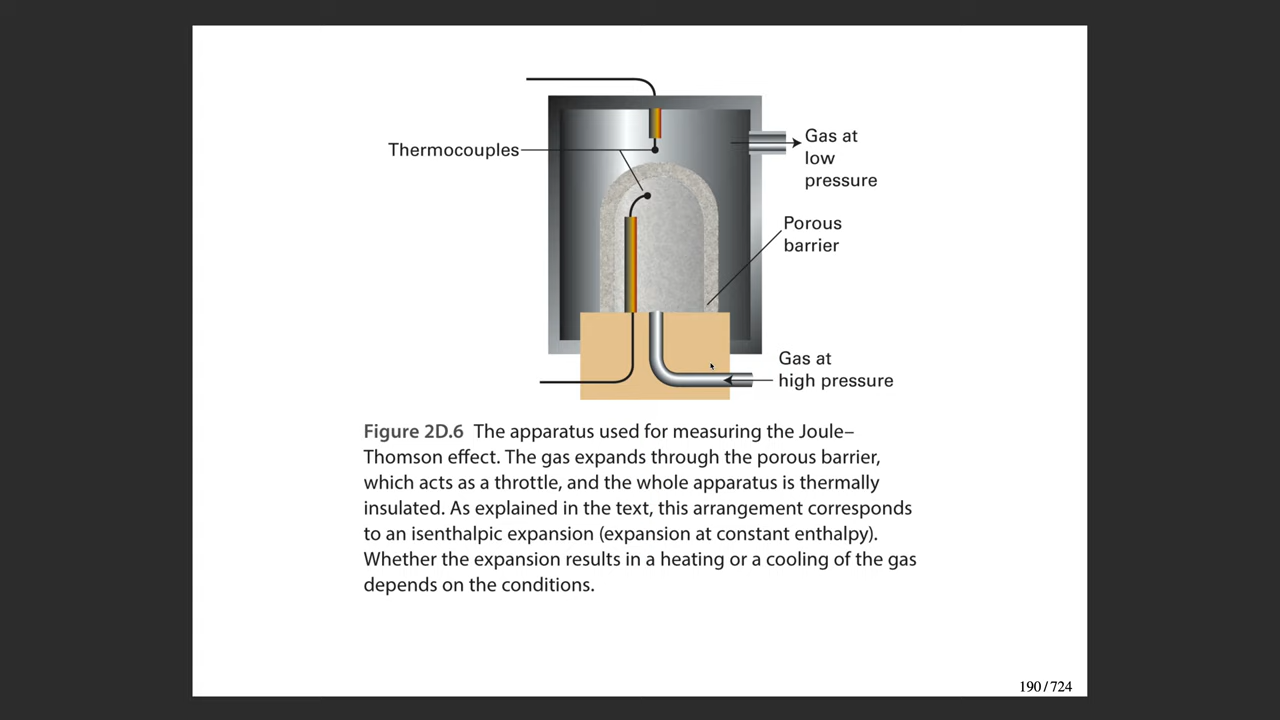 Thermocouples
Gas at
low
pressure
Porous
barrier
Gas at
high pressure
Figure 2D.6 The apparatus used for measuring the Joule–
Thomson effect. The gas expands through the porous barrier,
which acts as a throttle, and the whole apparatus is thermally
insulated. As explained in the text, this arrangement corresponds
to an isenthalpic expansion (expansion at constant enthalpy).
Whether the expansion results in a heating or a cooling of the gas
depends on the conditions.
190 / 724